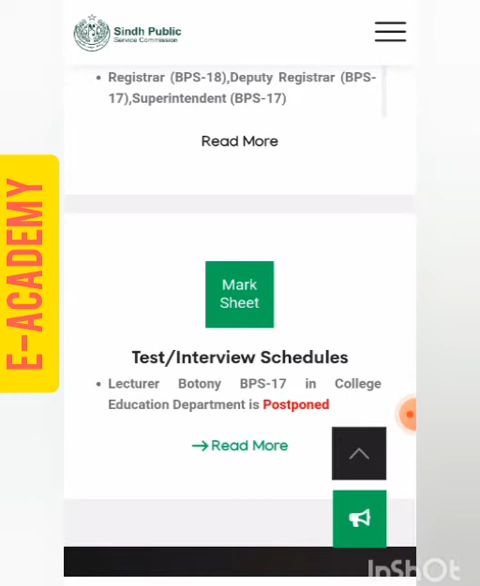 Sindh Public
Service Commission
Registrar (BPS-18),Deputy Registrar (BPS-
17),Superintendent (BPS-17)
Read More
E-ACADEMY
Mark
Sheet
Test/Interview Schedules
Lecturer Botony BPS-17 in College
Education Department is Postponed
→Read More
InShOt